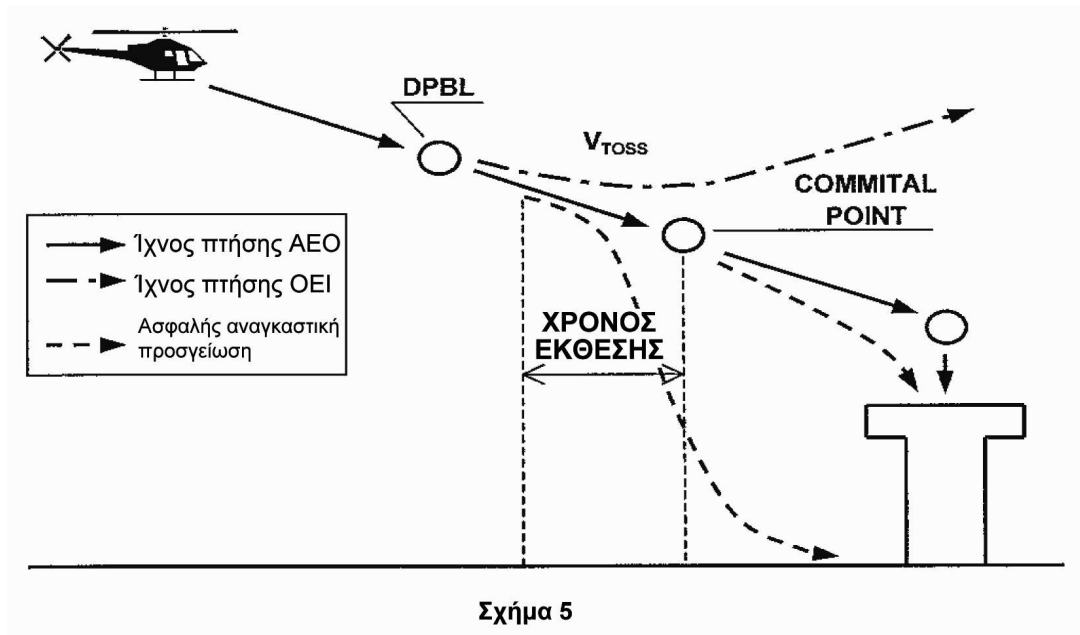 DPBL
VTOSS
COMMITAL
POINT
Ίχνος πτήσης AEO
Ίχνος πτήσης OEI
Ασφαλής αναγκαστική
προσγείωση
ΧΡΟΝΟΣ
ΕΚΘΕΣΗΣ
Σχήμα 5